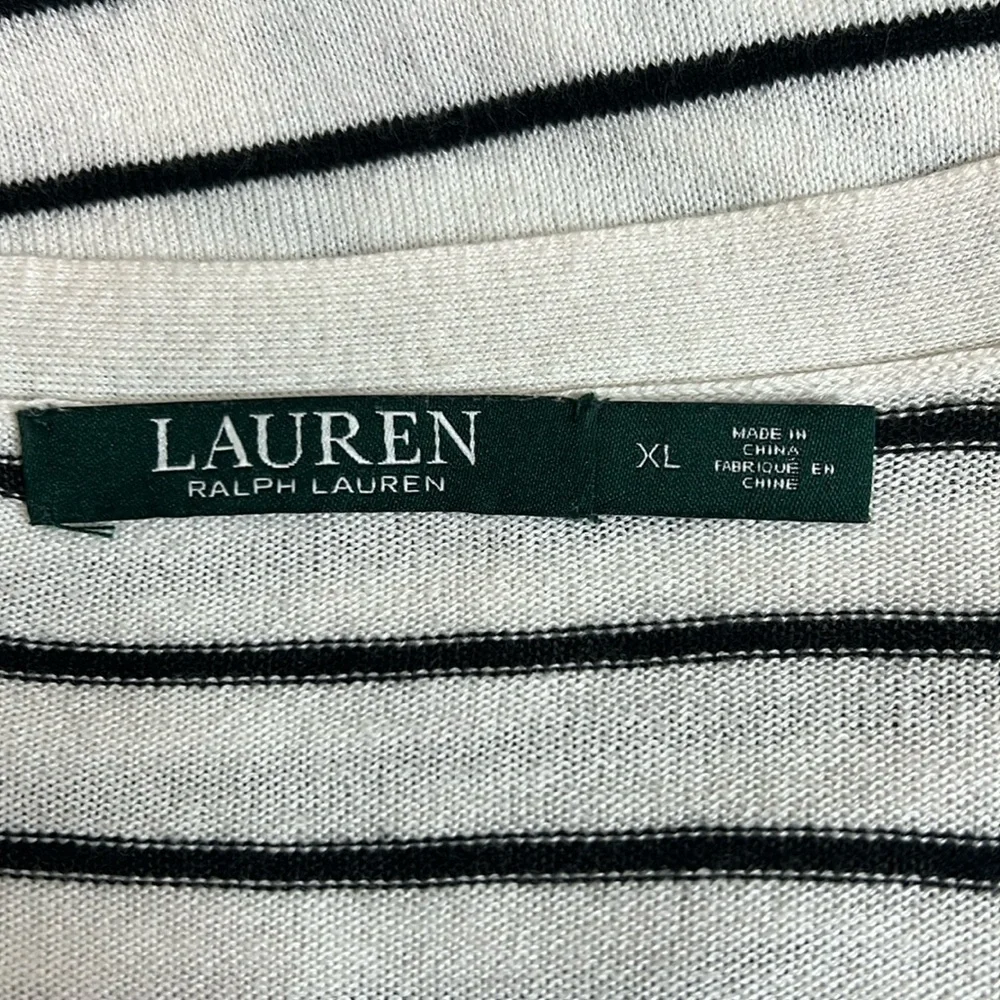 LAUREN
RALPH LAUREN
XL
MADE IN
CHINA
FABRIQUÉ EN
CHINE